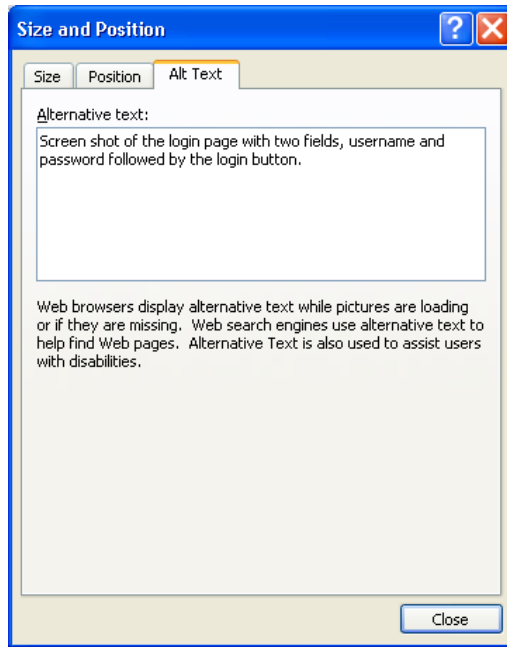 Size and Position
?
Size Position Alt Text
Alternative text:
Screen shot of the login page with two fields, username and
password followed by the login button.
Web browsers display alternative text while pictures are loading
or if they are missing. Web search engines use alternative text to
help find Web pages. Alternative Text is also used to assist users
with disabilities.
Close